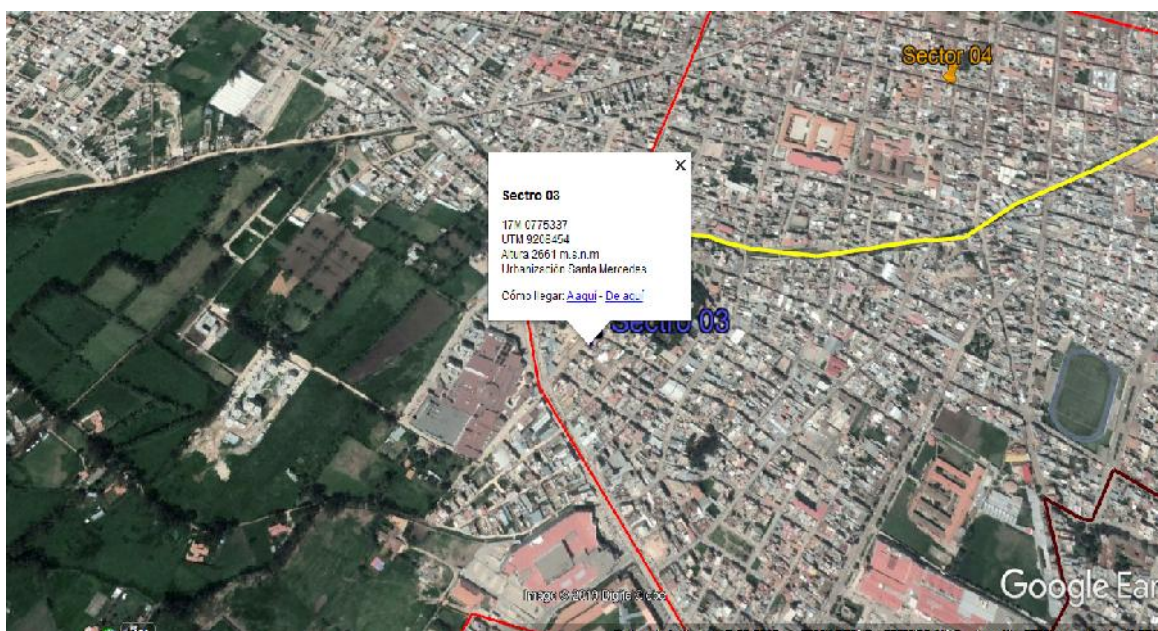 Sector 04
Sectro 03
17M 0775337
UTM 9208454
Altura 2661 m.s.n.m
Urbanización Santa Mercedes
Cómo llegar: A aquí - De aquí
Sectro 03
Google Ear